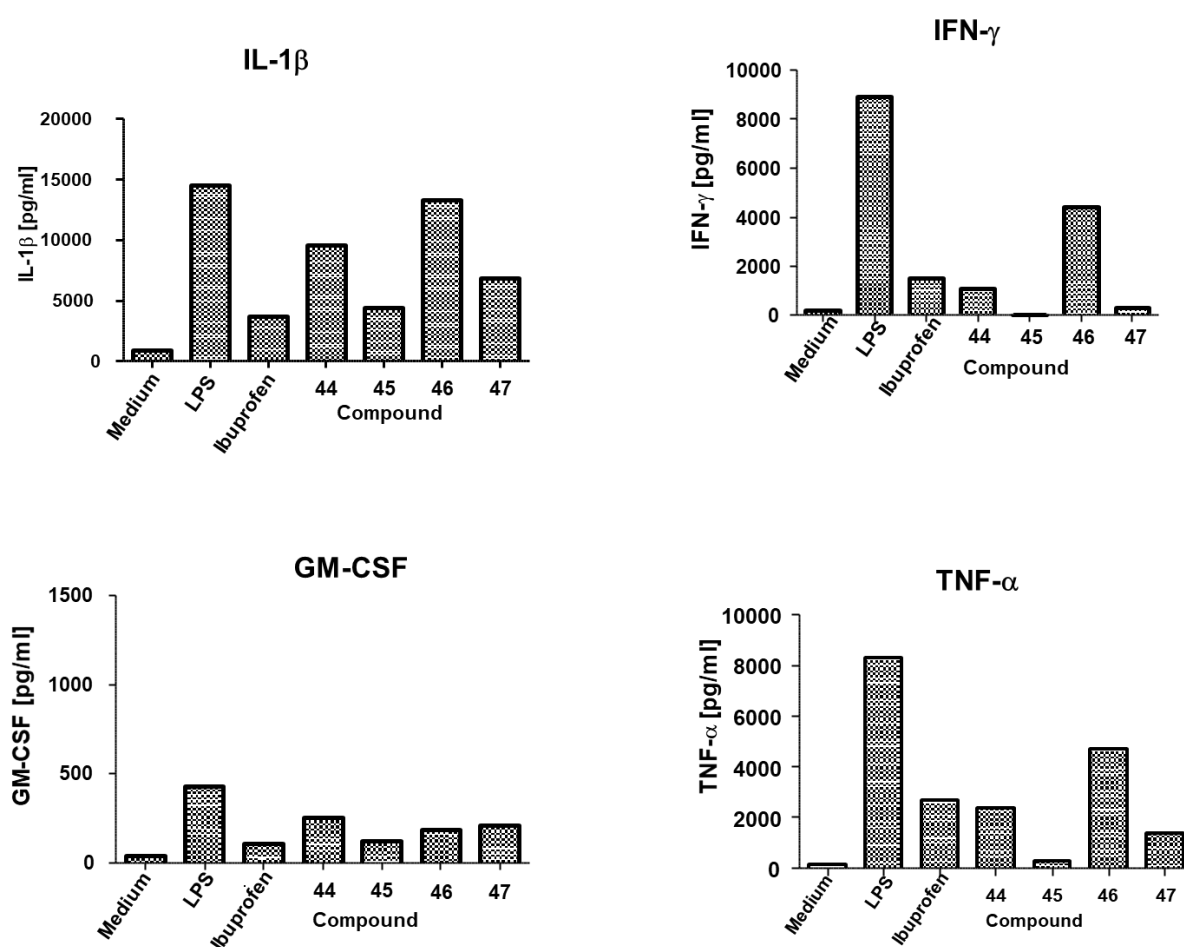 IL-1β
IL-1β [pg/ml]
20000
15000
10000
5000
0
Medium
LPS
Ibuprofen
44
45
46
47
Compound
IFN-γ
IFN-γ [pg/ml]
10000
8000
6000
4000
2000
0
Medium
LPS
Ibuprofen
44
45
46
47
Compound
GM-CSF
GM-CSF [pg/ml]
1500
1000
500
0
Medium
LPS
Ibuprofen
44
45
46
47
Compound
TNF-α
TNF-α [pg/ml]
10000
8000
6000
4000
2000
0
Medium
LPS
Ibuprofen
44
45
46
47
Compound